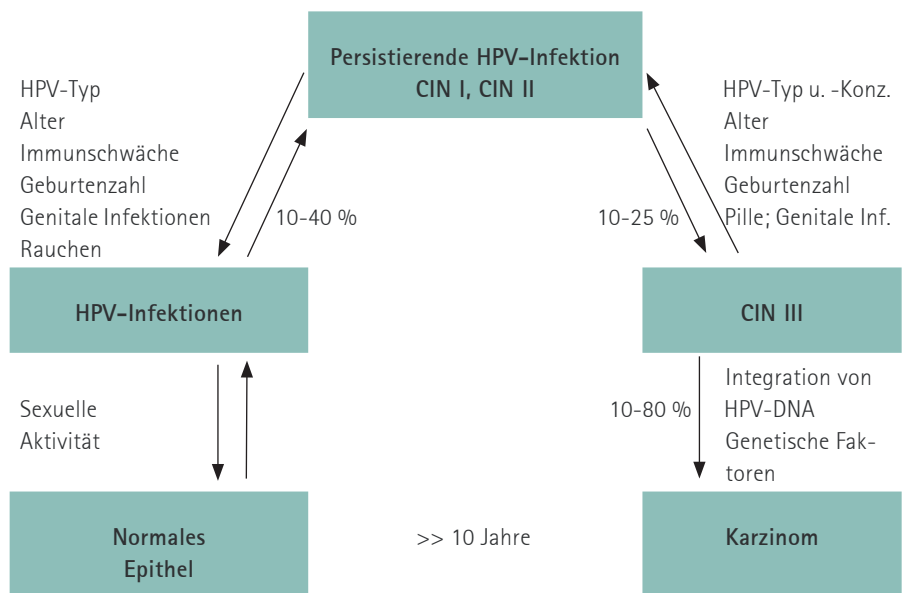 Persistierende HPV-Infektion
CIN I, CIN II
HPV-Typ
Alter
Immunschwäche
Geburtenzahl
Genitale Infektionen
Rauchen
10-40 %
10-25 %
HPV-Typ u. -Konz.
Alter
Immunschwäche
Geburtenzahl
Pille; Genitale Inf.
HPV-Infektionen
CIN III
Sexuelle
Aktivität
10-80 %
Integration von
HPV-DNA
Genetische Fak-
toren
Normales
Epithel
>> 10 Jahre
Karzinom